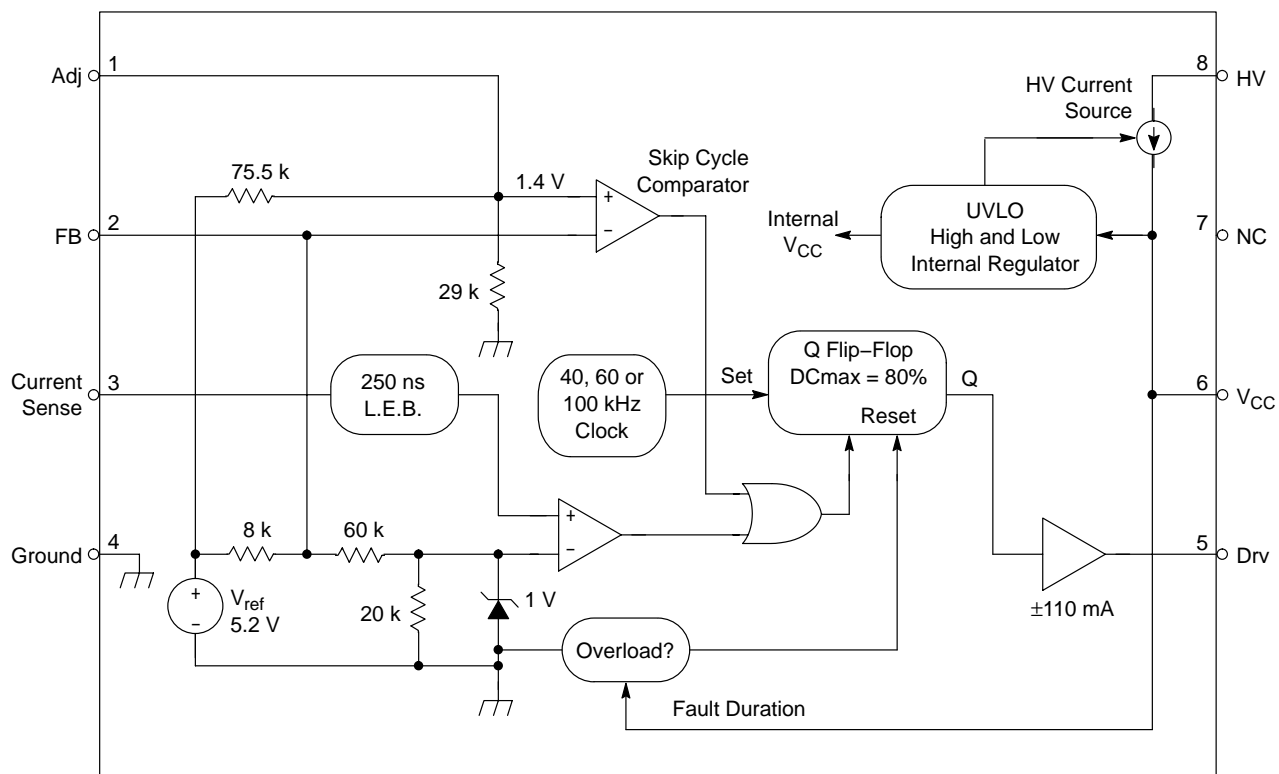 Adj
1
HV Current
Source
8
HV
75.5 k
1.4 V
Skip Cycle
Comparator
+
−
FB
2
Internal
VCC
UVLO
High and Low
Internal Regulator
7
NC
29 k
Current
Sense
3
250 ns
L.E.B.
40, 60 or
100 kHz
Clock
Set
Q Flip−Flop
DCmax = 80%
Reset
Q
6
VCC
Ground
4
8 k
60 k
+
−
5
Drv
+
−
Vref
5.2 V
20 k
1 V
±110 mA
Overload?
Fault Duration